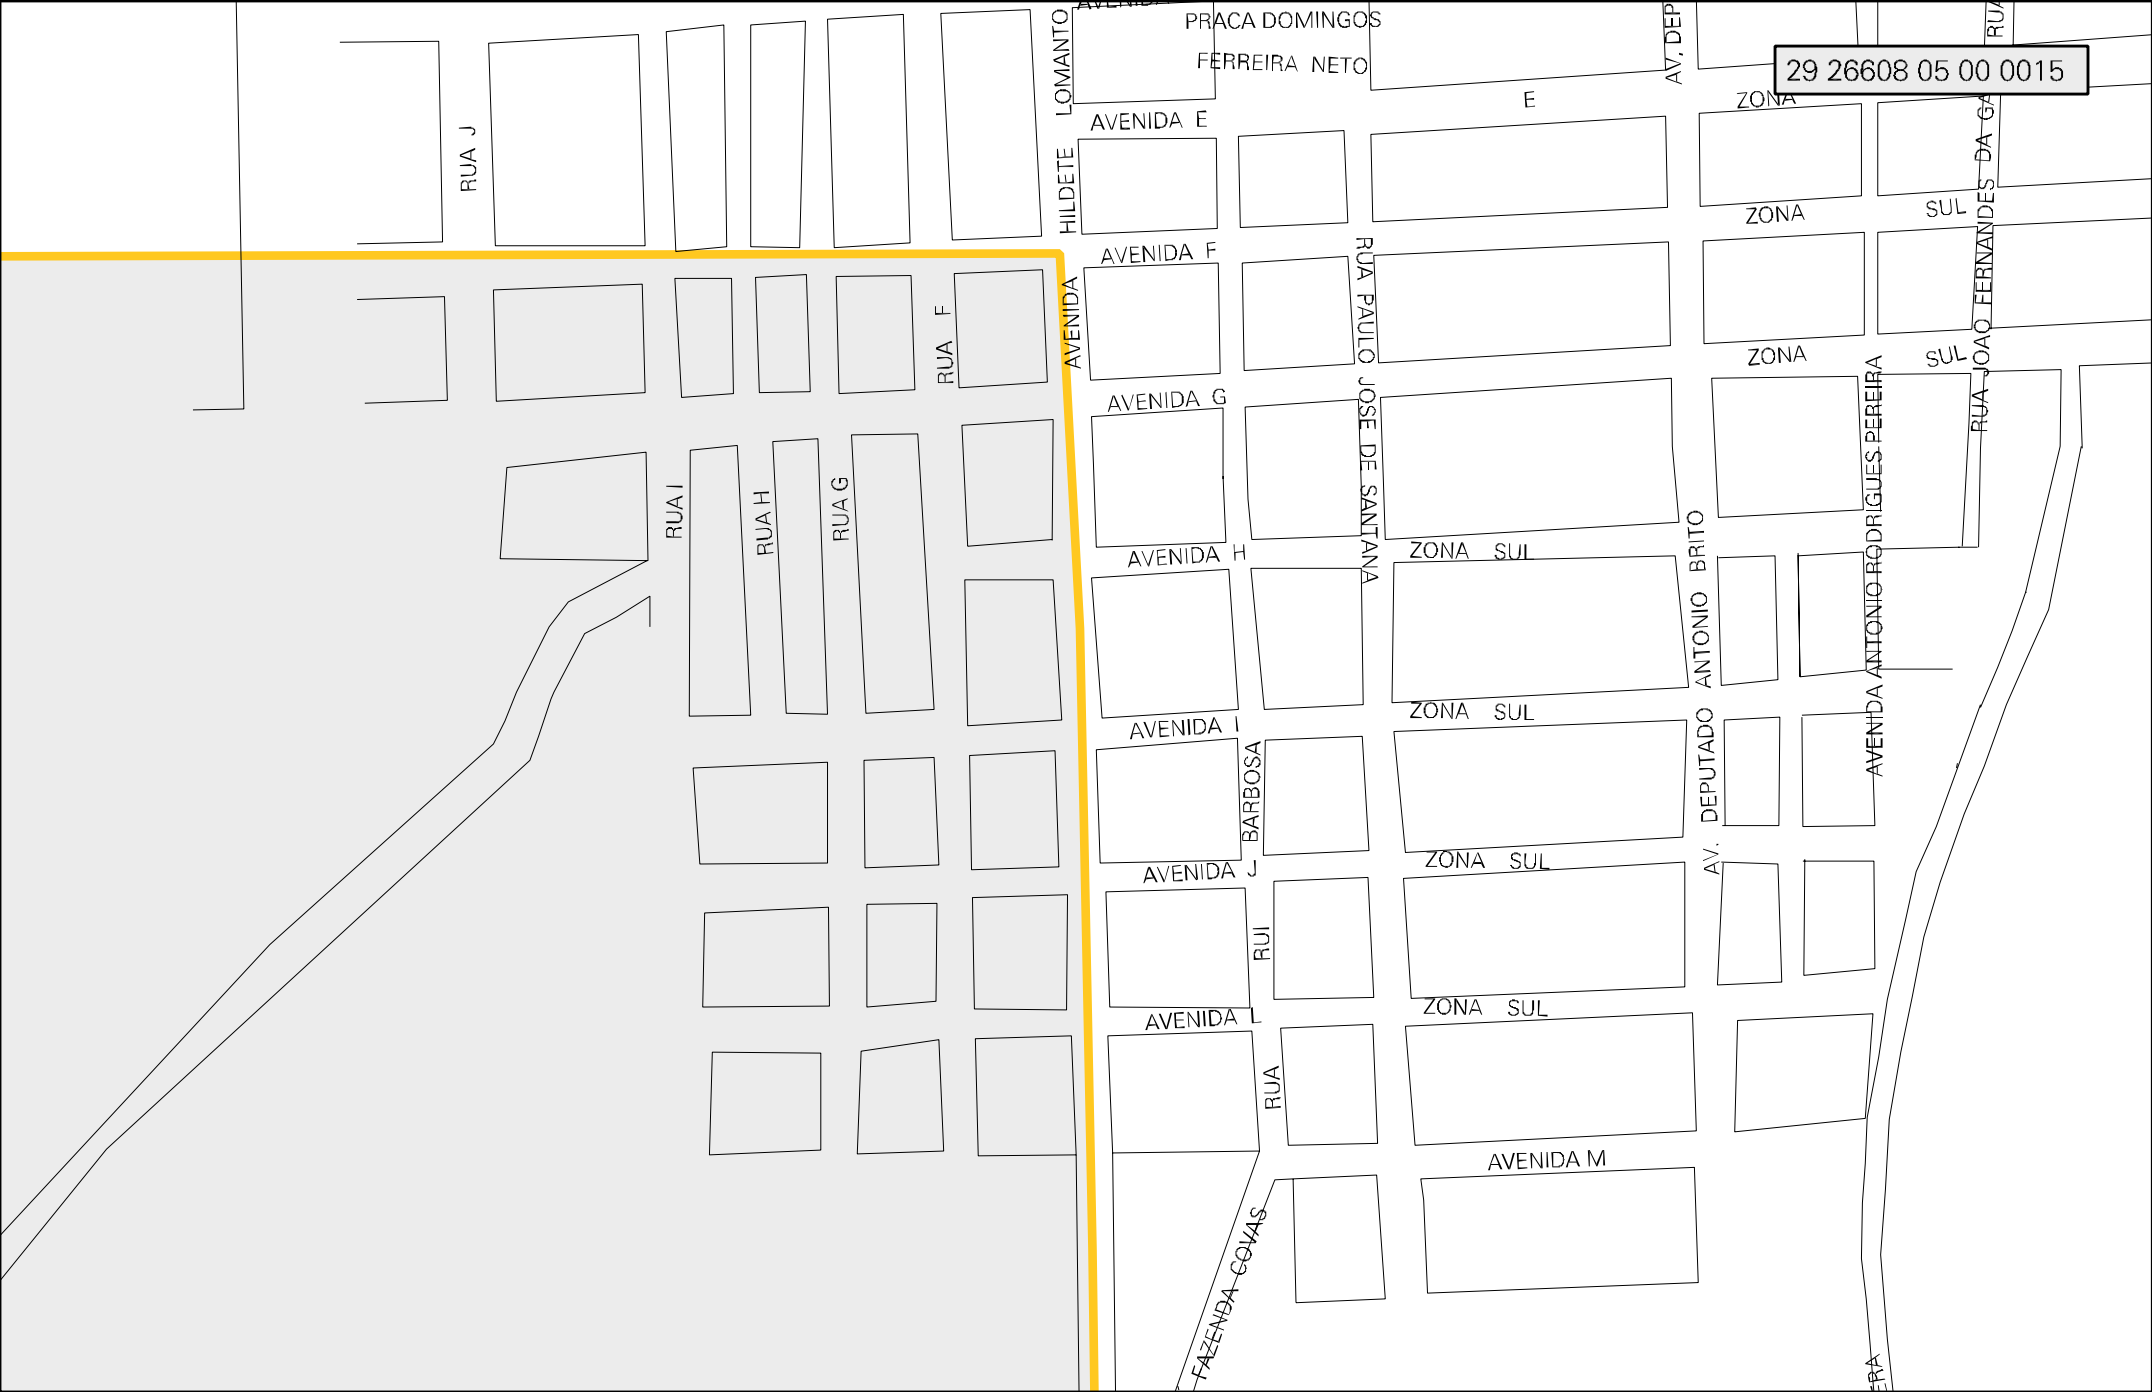 PRACA DOMINGOS
FERREIRA NETO
29 26608 05 00 0015
AV. DEP
RUA
E
ZONA
AVENIDA E
RUA J
AVENIDA HILDETE LOMANTO
ZONA SUL
AVENIDA F
RUA F
RUA PAULO JOSE DE SANTANA
RUA JOAO FERNANDES DA GA
ZONA SUL
AVENIDA G
AVENIDA ANTONIO RODRIGUES PEREIRA
RUA I
RUA H
RUA G
AVENIDA H
ZONA SUL
AV. DEPUTADO ANTONIO BRITO
AVENIDA I
ZONA SUL
RUA RUI BARBOSA
AVENIDA J
ZONA SUL
AVENIDA L
ZONA SUL
AVENIDA M
FAZENDA COVAS
ERA